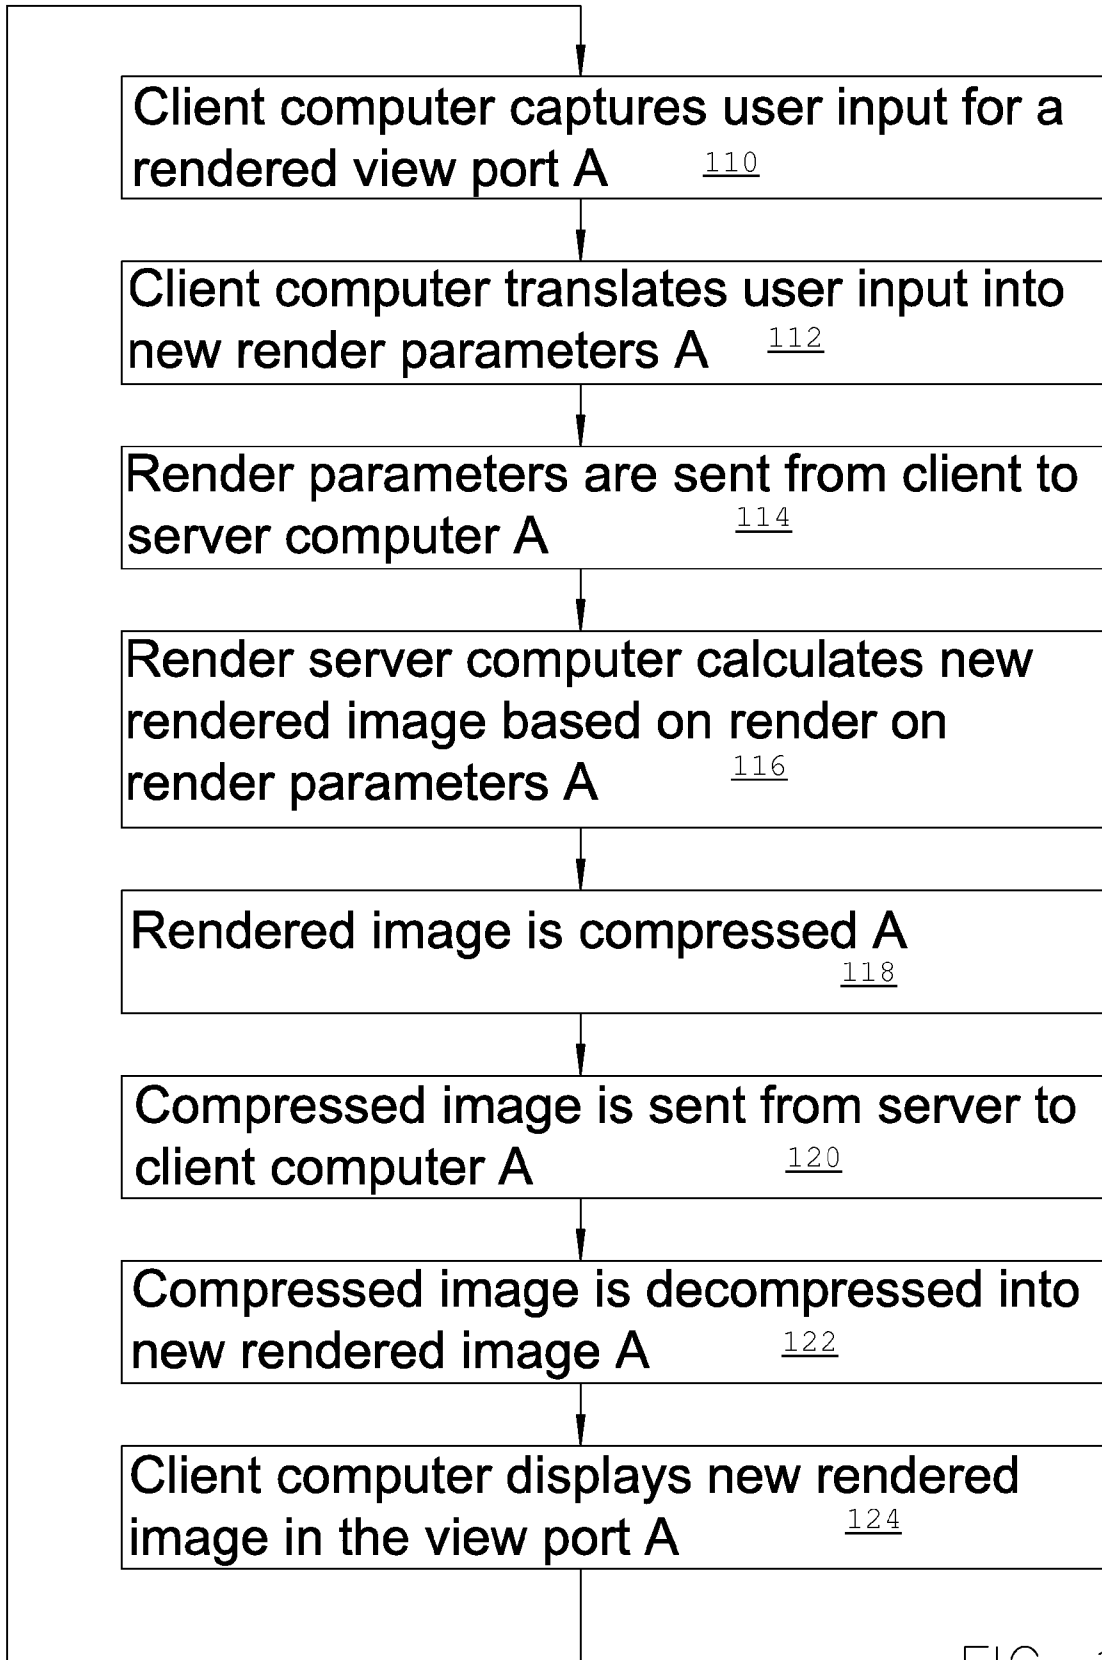 Client computer captures user input for a
rendered view port A 110
Client computer translates user input into
new render parameters A 112
Render parameters are sent from client to
server computer A 114
Render server computer calculates new
rendered image based on render on
render parameters A 116
Rendered image is compressed A
118
Compressed image is sent from server to
client computer A 120
Compressed image is decompressed into
new rendered image A 122
Client computer displays new rendered
image in the view port A 124
FIG.